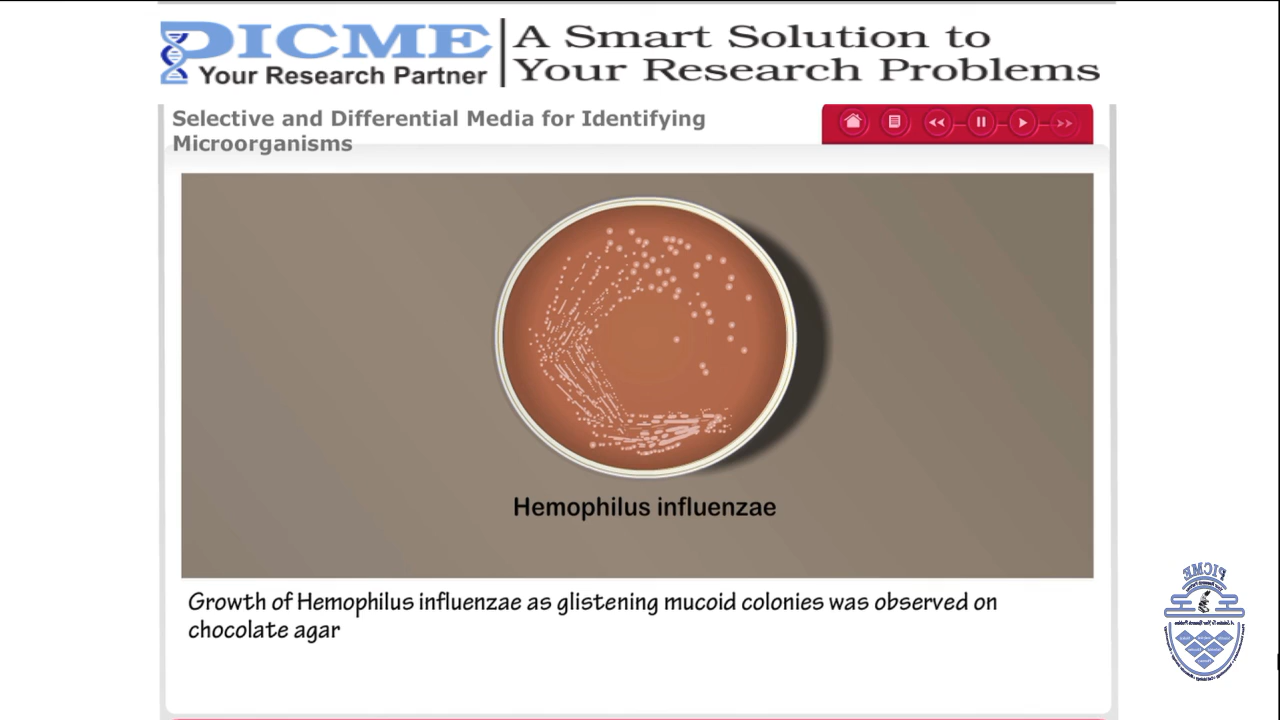 PICME
Your Research Partner
A Smart Solution to
Your Research Problems
Selective and Differential Media for Identifying
Microorganisms
Hemophilus influenzae
Growth of Hemophilus influenzae as glistening mucoid colonies was observed on
chocolate agar
PICME